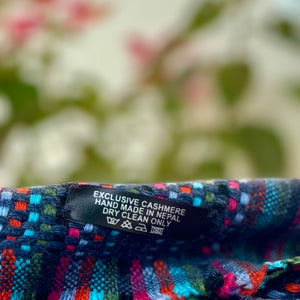 EXCLUSIVE CASHMERE
HAND MADE IN NEPAL
DRY CLEAN ONLY